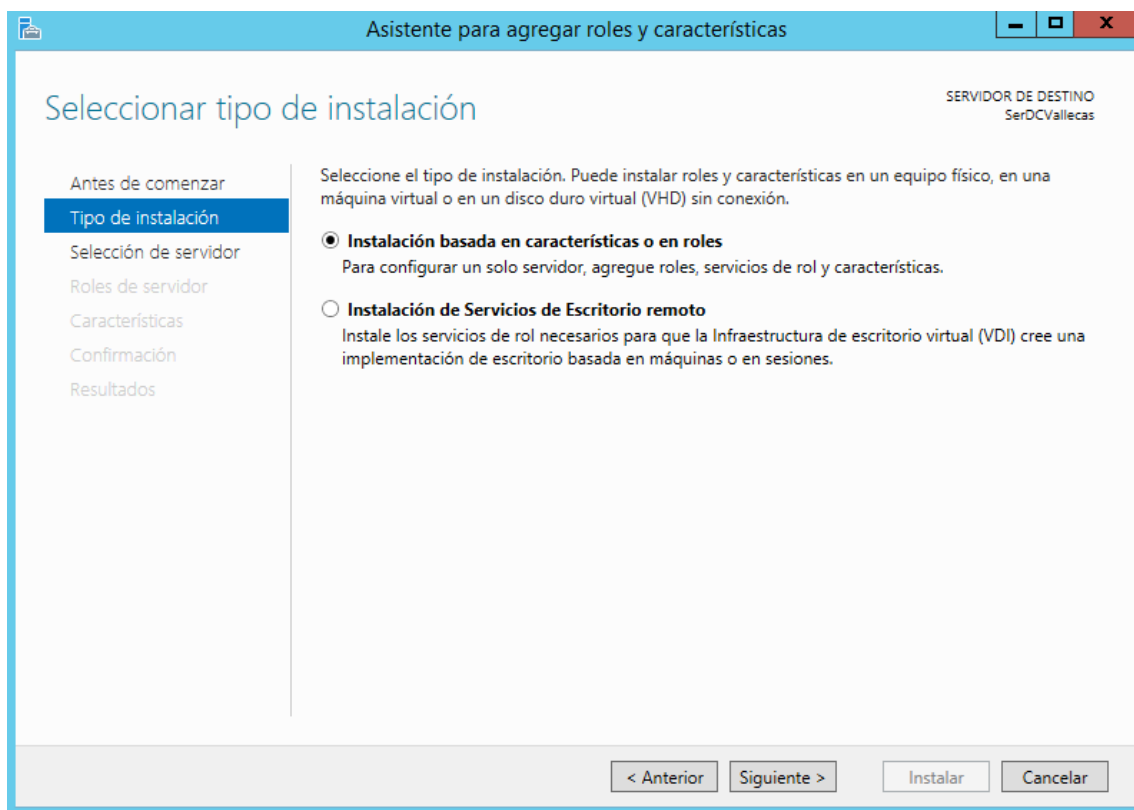 Asistente para agregar roles y características
Seleccionar tipo de instalación
SERVIDOR DE DESTINO
SerDCVallecas
Antes de comenzar
Tipo de instalación
Selección de servidor
Roles de servidor
Características
Confirmación
Resultados
Seleccione el tipo de instalación. Puede instalar roles y características en un equipo físico, en una
máquina virtual o en un disco duro virtual (VHD) sin conexión.
Instalación basada en características o en roles
Para configurar un solo servidor, agregue roles, servicios de rol y características.
Instalación de Servicios de Escritorio remoto
Instale los servicios de rol necesarios para que la Infraestructura de escritorio virtual (VDI) cree una
implementación de escritorio basada en máquinas o en sesiones.
< Anterior
Siguiente >
Instalar
Cancelar